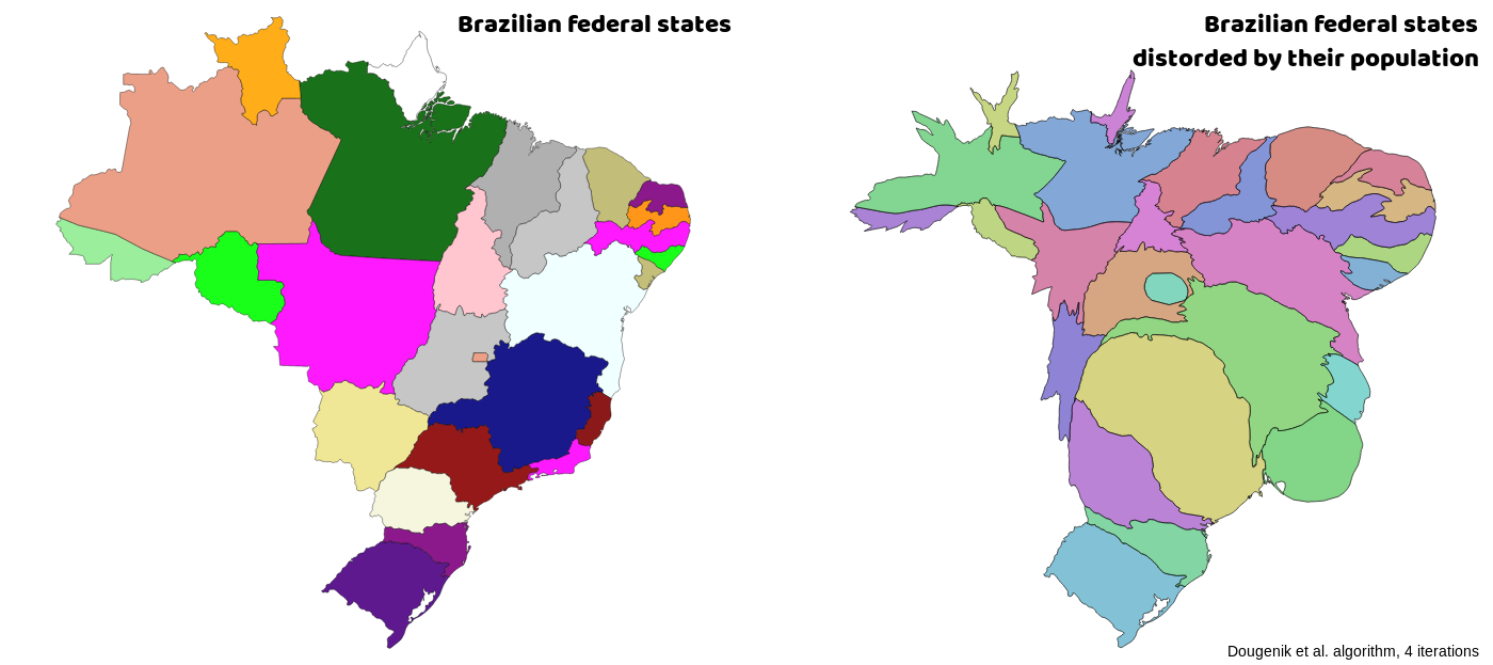 Brazilian federal states
Brazilian federal states
distorded by their population
Dougenik et al. algorithm, 4 iterations